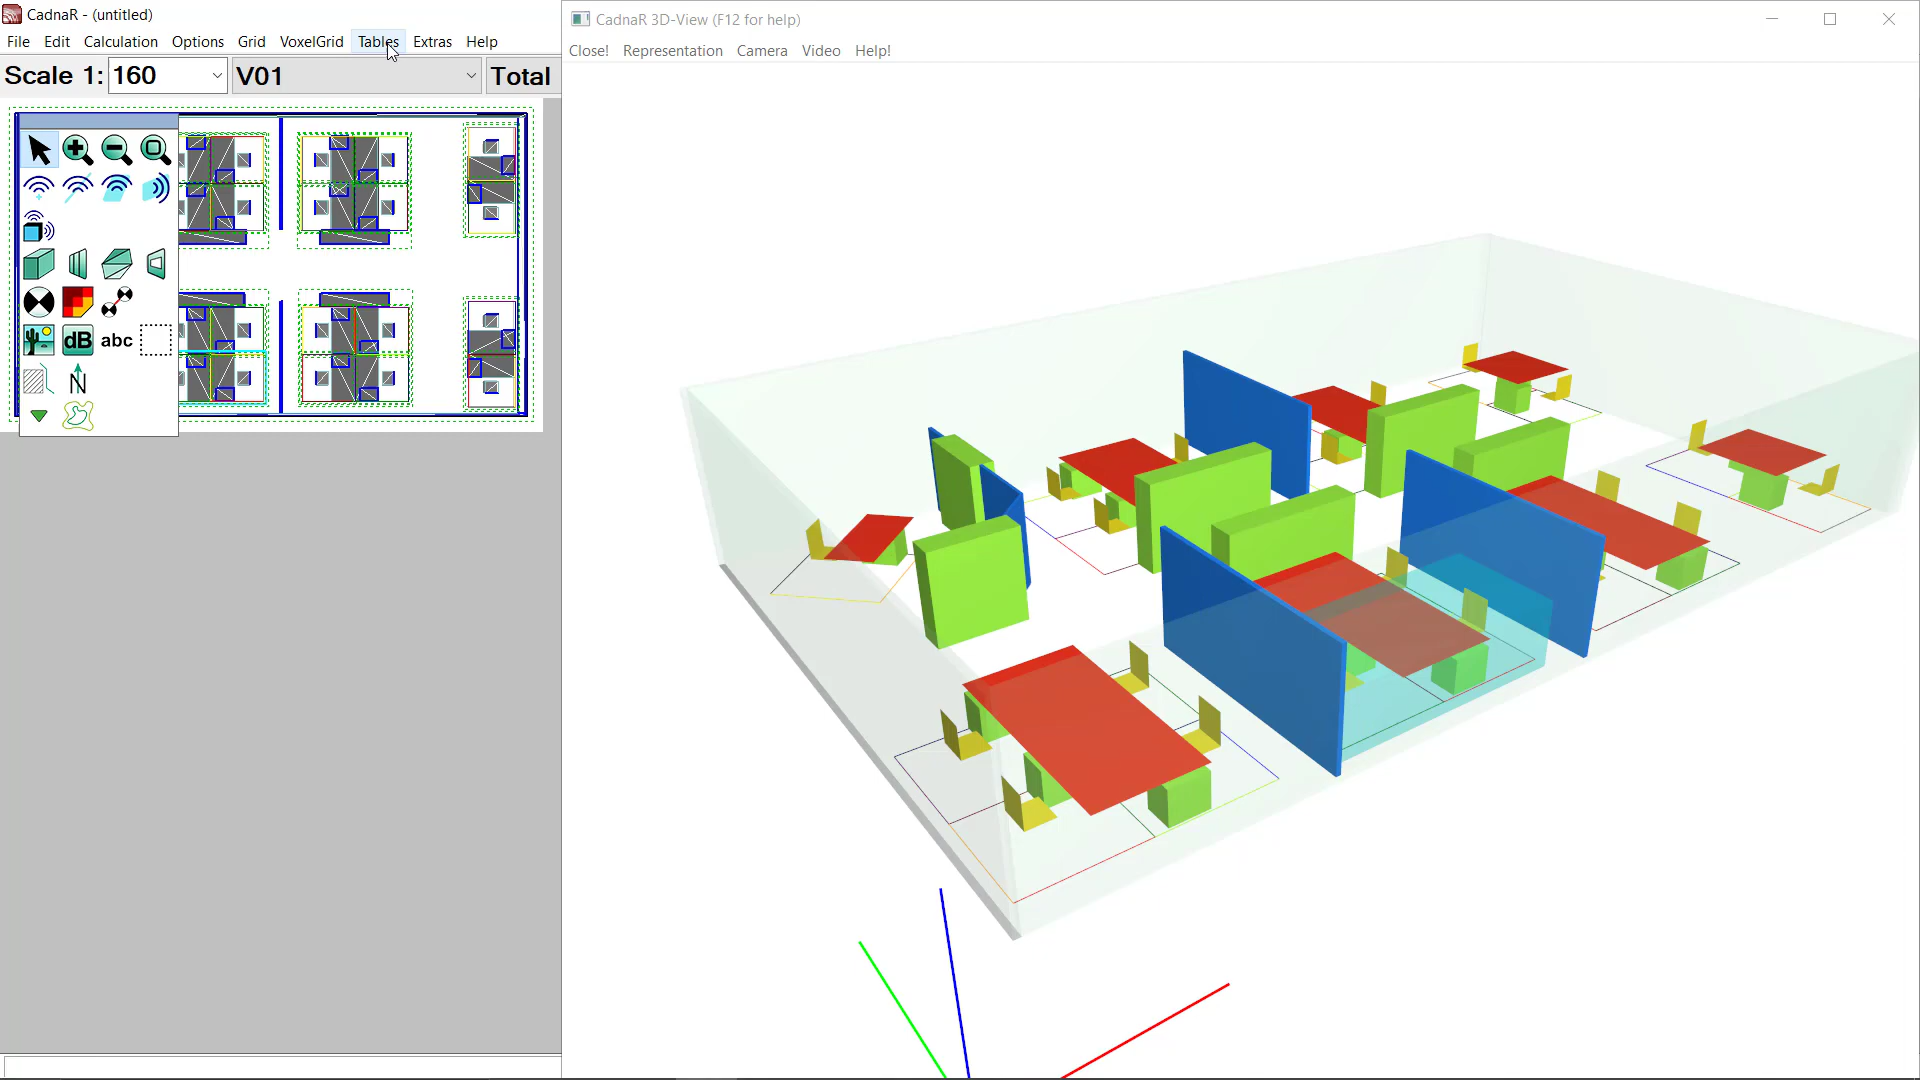 CadnaR - (untitled)
File Edit Calculation Options Grid VoxelGrid Tables Extras Help
Scale 1: 160 V01 Total
dB abc
N
CadnaR 3D-View (F12 for help)
Close! Representation Camera Video Help!